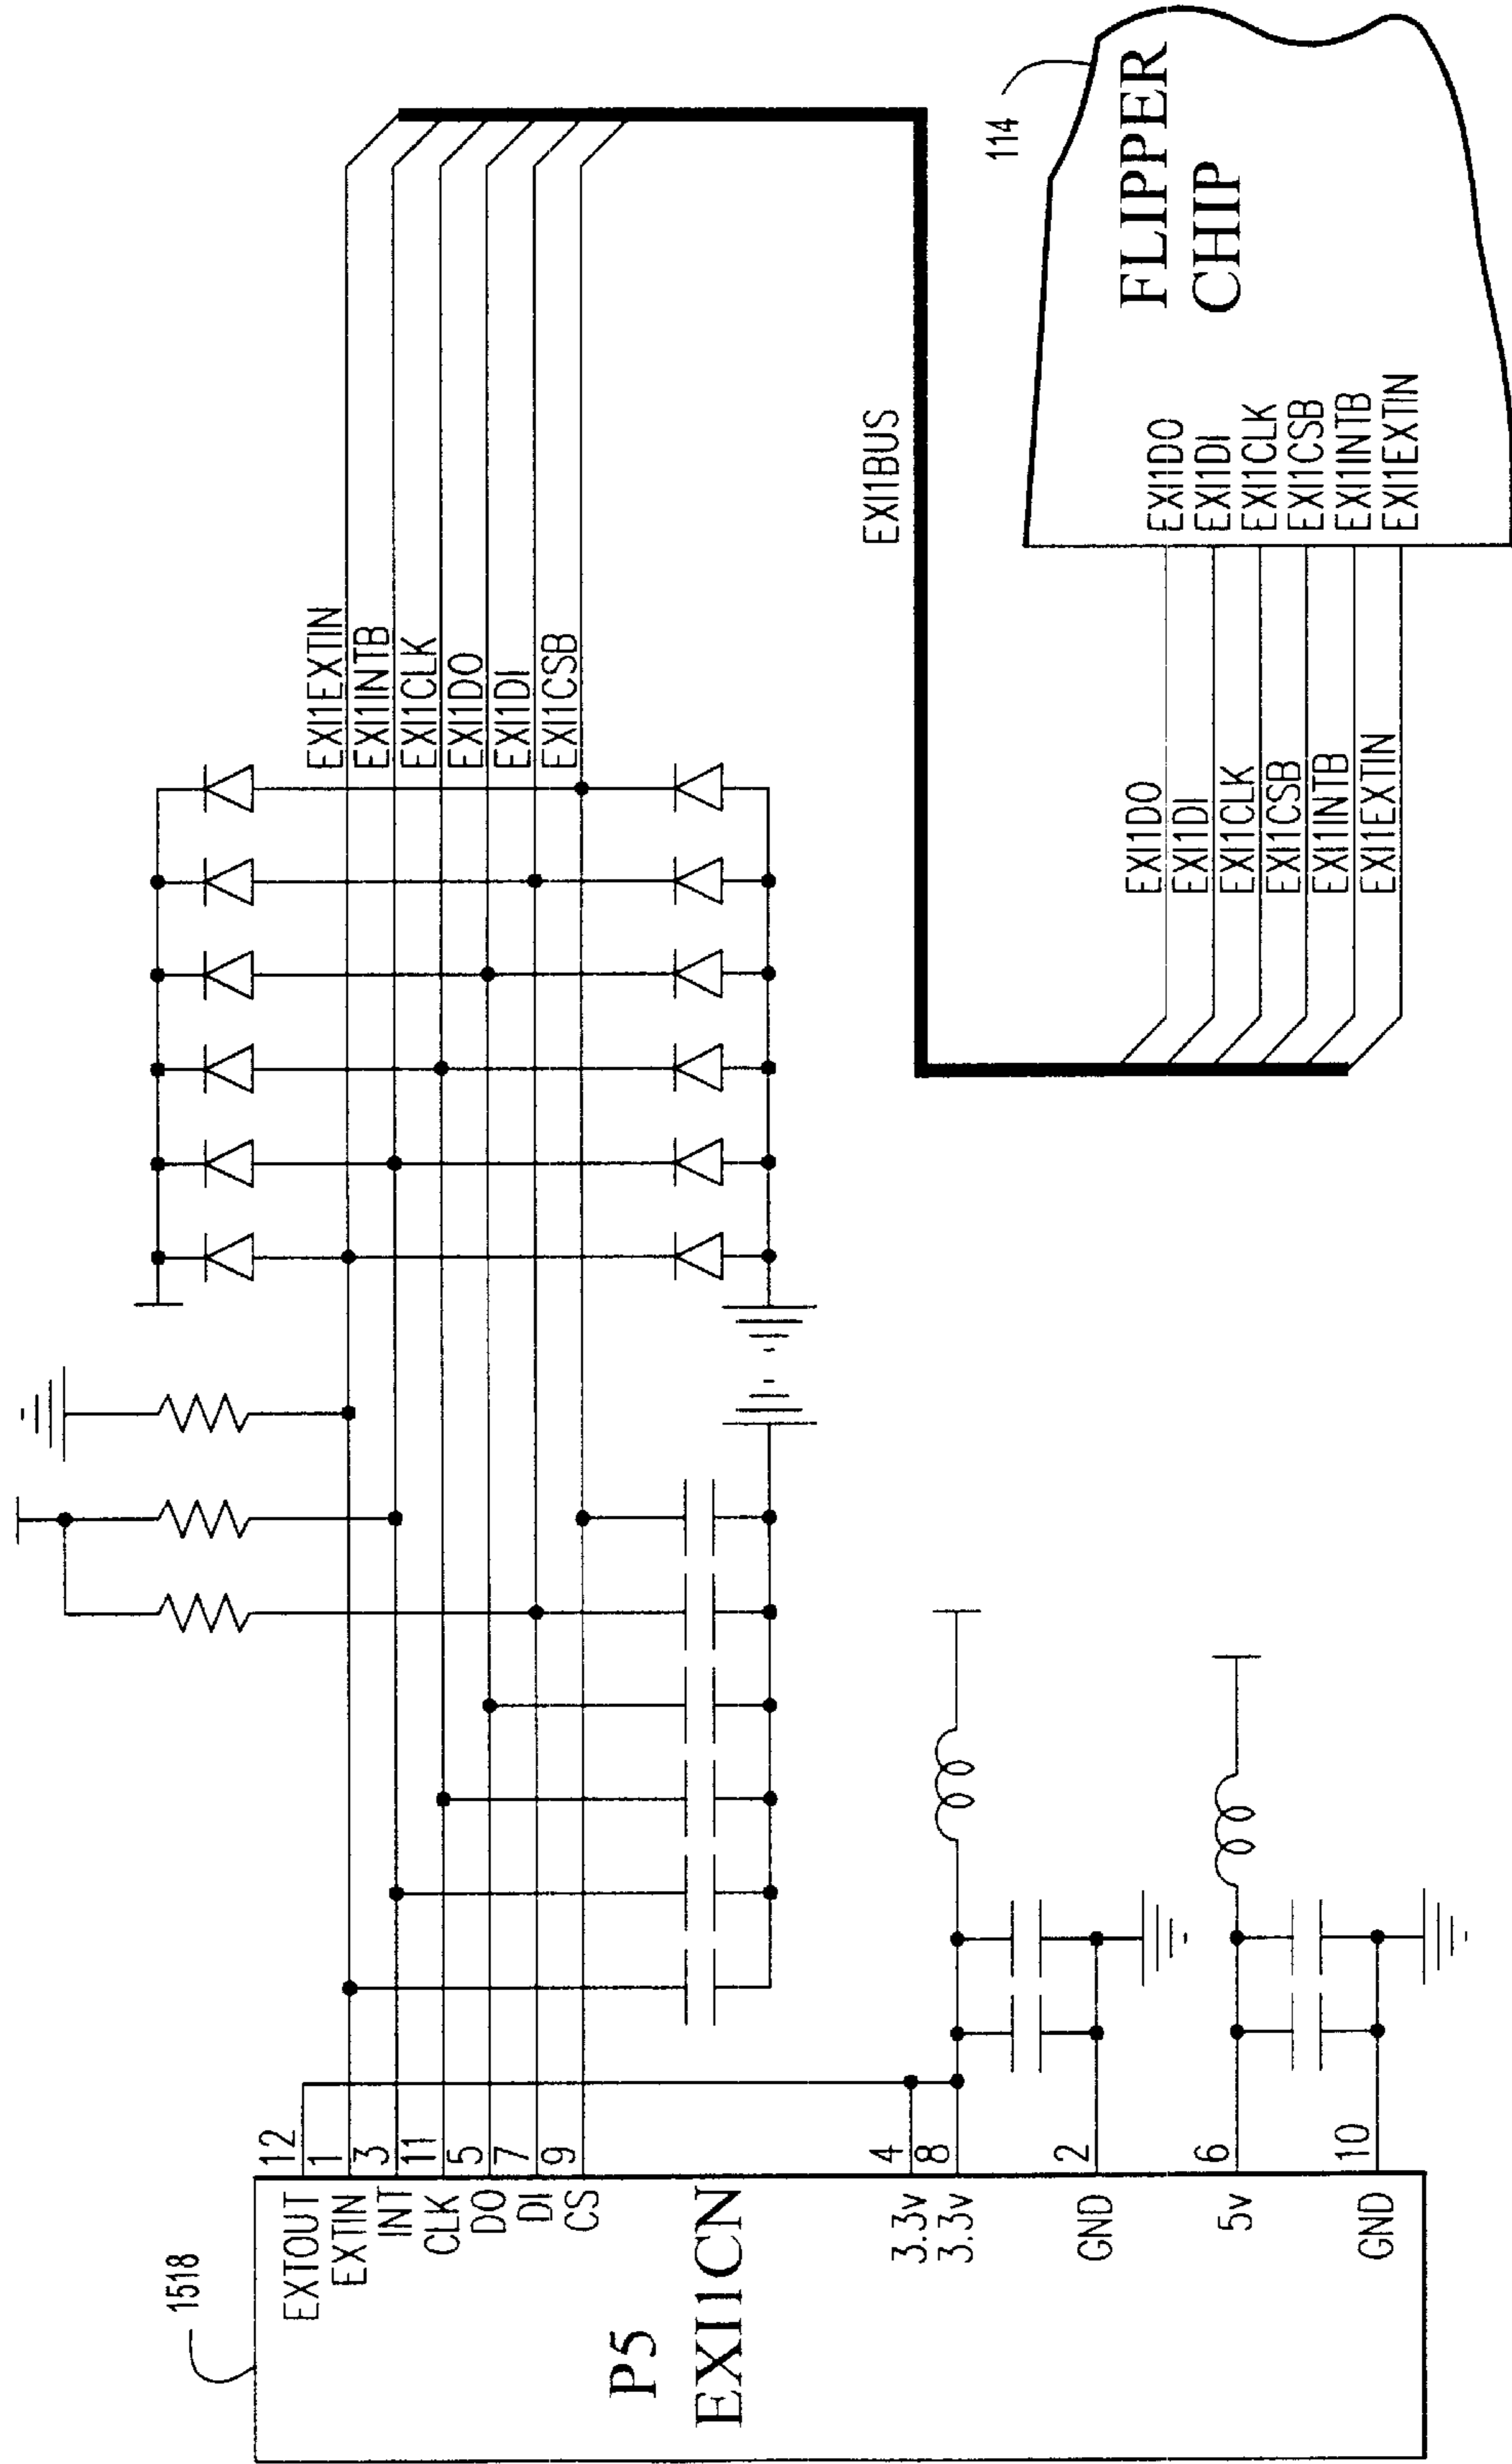 1518
P5
EXI1CN
EXTOUT 12
EXTIN 1
INT 3
CLK 11
DO 5
DI 7
CS 9
3.3v 4
3.3v 8
GND 2
5v 6
GND 10
EXI1EXTIN
EXI1INTB
EXI1CLK
EXI1DO
EXI1DI
EXI1CSB
EXI1BUS
EXI1DO
EXI1DI
EXI1CLK
EXI1CSB
EXI1INTB
EXI1EXTIN
EXI1DO
EXI1DI
EXI1CLK
EXI1CSB
EXI1INTB
EXI1EXTIN
114
FLIPPER
CHIP